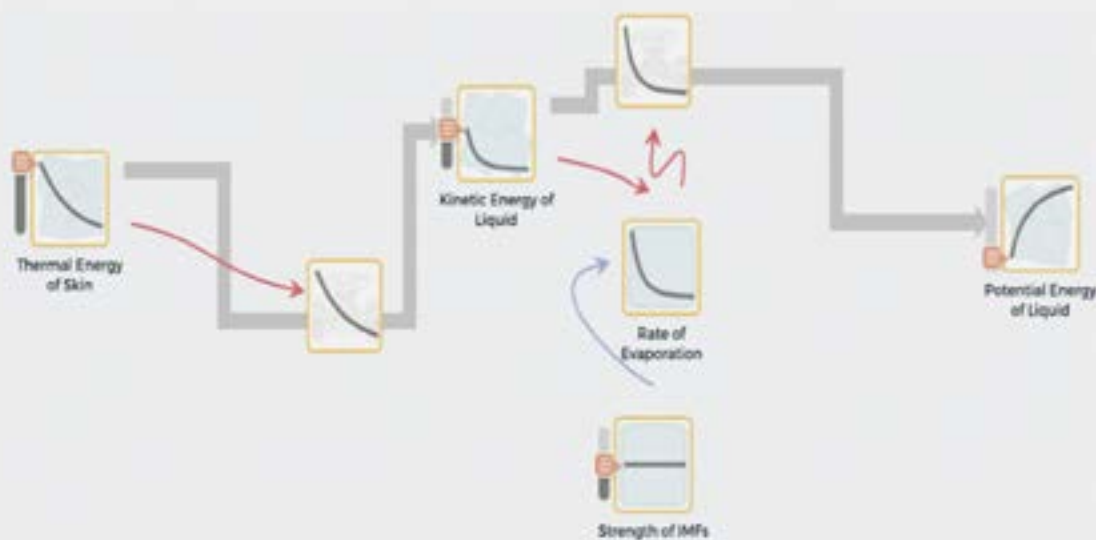 Kinetic Energy of
Liquid
Thermal Energy
of Skin
Potential Energy
of Liquid
Rate of
Evaporation
Strength of IMFs